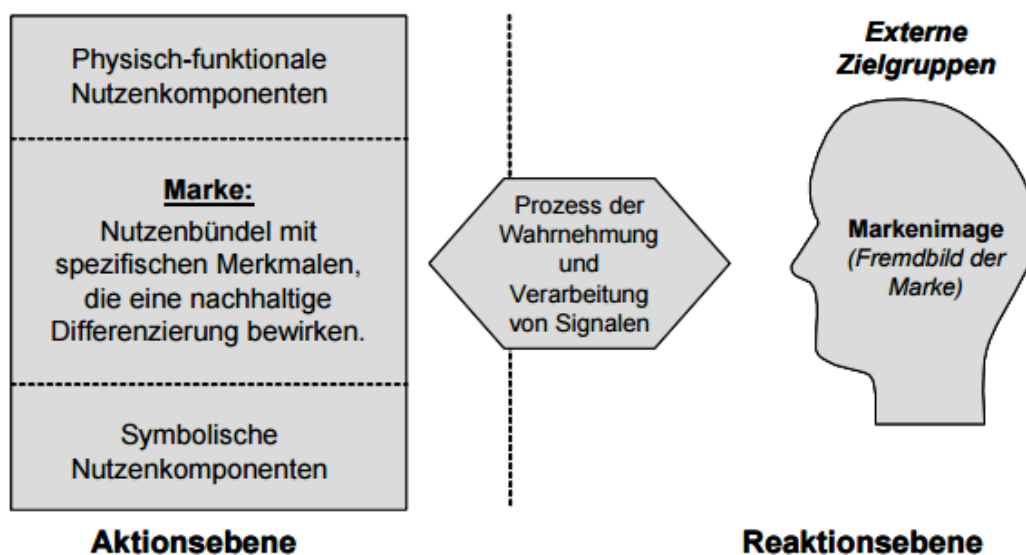 Physisch-funktionale
Nutzenkomponenten
Marke:
Nutzenbündel mit
spezifischen Merkmalen,
die eine nachhaltige
Differenzierung bewirken.
Symbolische
Nutzenkomponenten
Aktionsebene
Prozess der
Wahrnehmung
und
Verarbeitung
von Signalen
Externe
Zielgruppen
Markenimage
(Fremdbild der
Marke)
Reaktionsebene